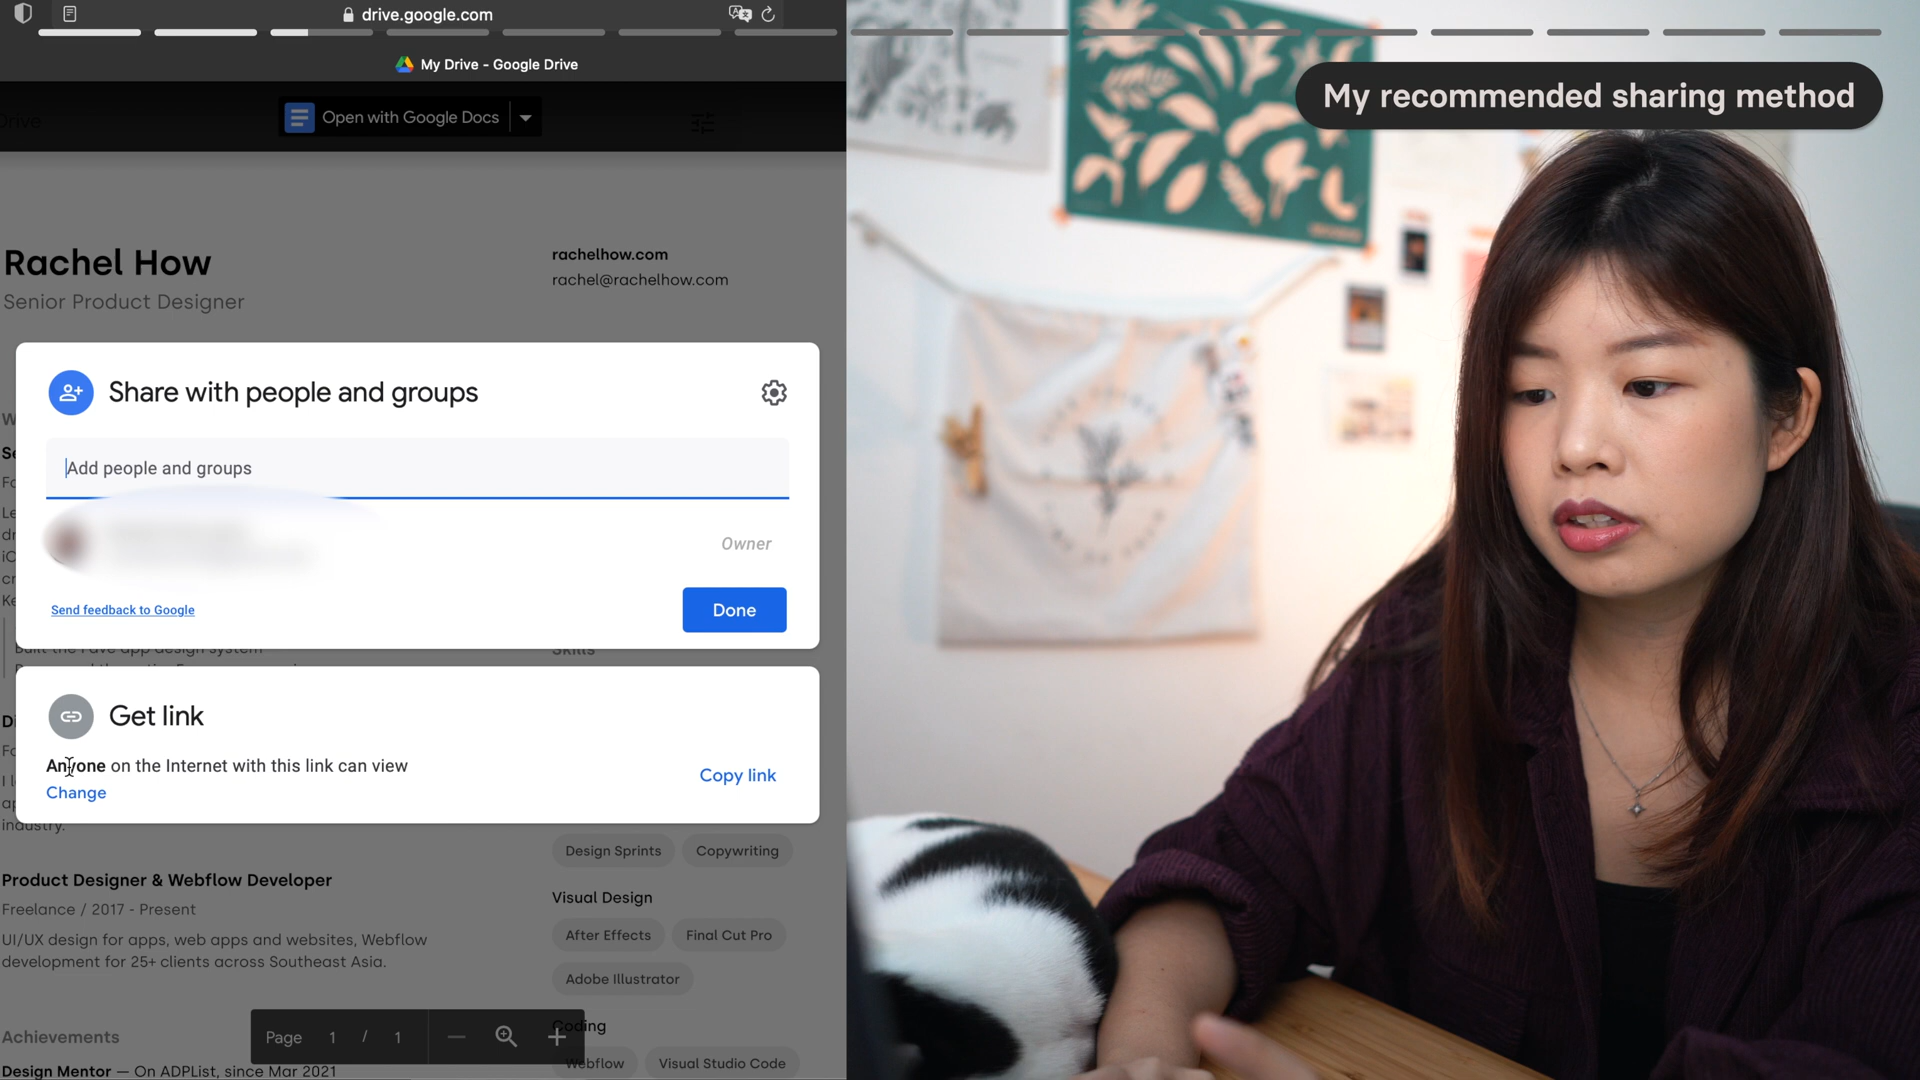 drive.google.com
My Drive - Google Drive
Drive
Open with Google Docs
My recommended sharing method
Rachel How
Senior Product Designer
rachelhow.com
rachel@rachelhow.com
Share with people and groups
Add people and groups
Owner
Send feedback to Google
Done
Skills
Get link
Anyone on the Internet with this link can view
Change
Copy link
industry.
Design Sprints
Copywriting
Product Designer & Webflow Developer
Freelance / 2017 - Present
UI/UX design for apps, web apps and websites, Webflow
development for 25+ clients across Southeast Asia.
Visual Design
After Effects
Final Cut Pro
Adobe Illustrator
Coding
Webflow
Visual Studio Code
Page 1 / 1
Achievements
Design Mentor — On ADPList, since Mar 2021